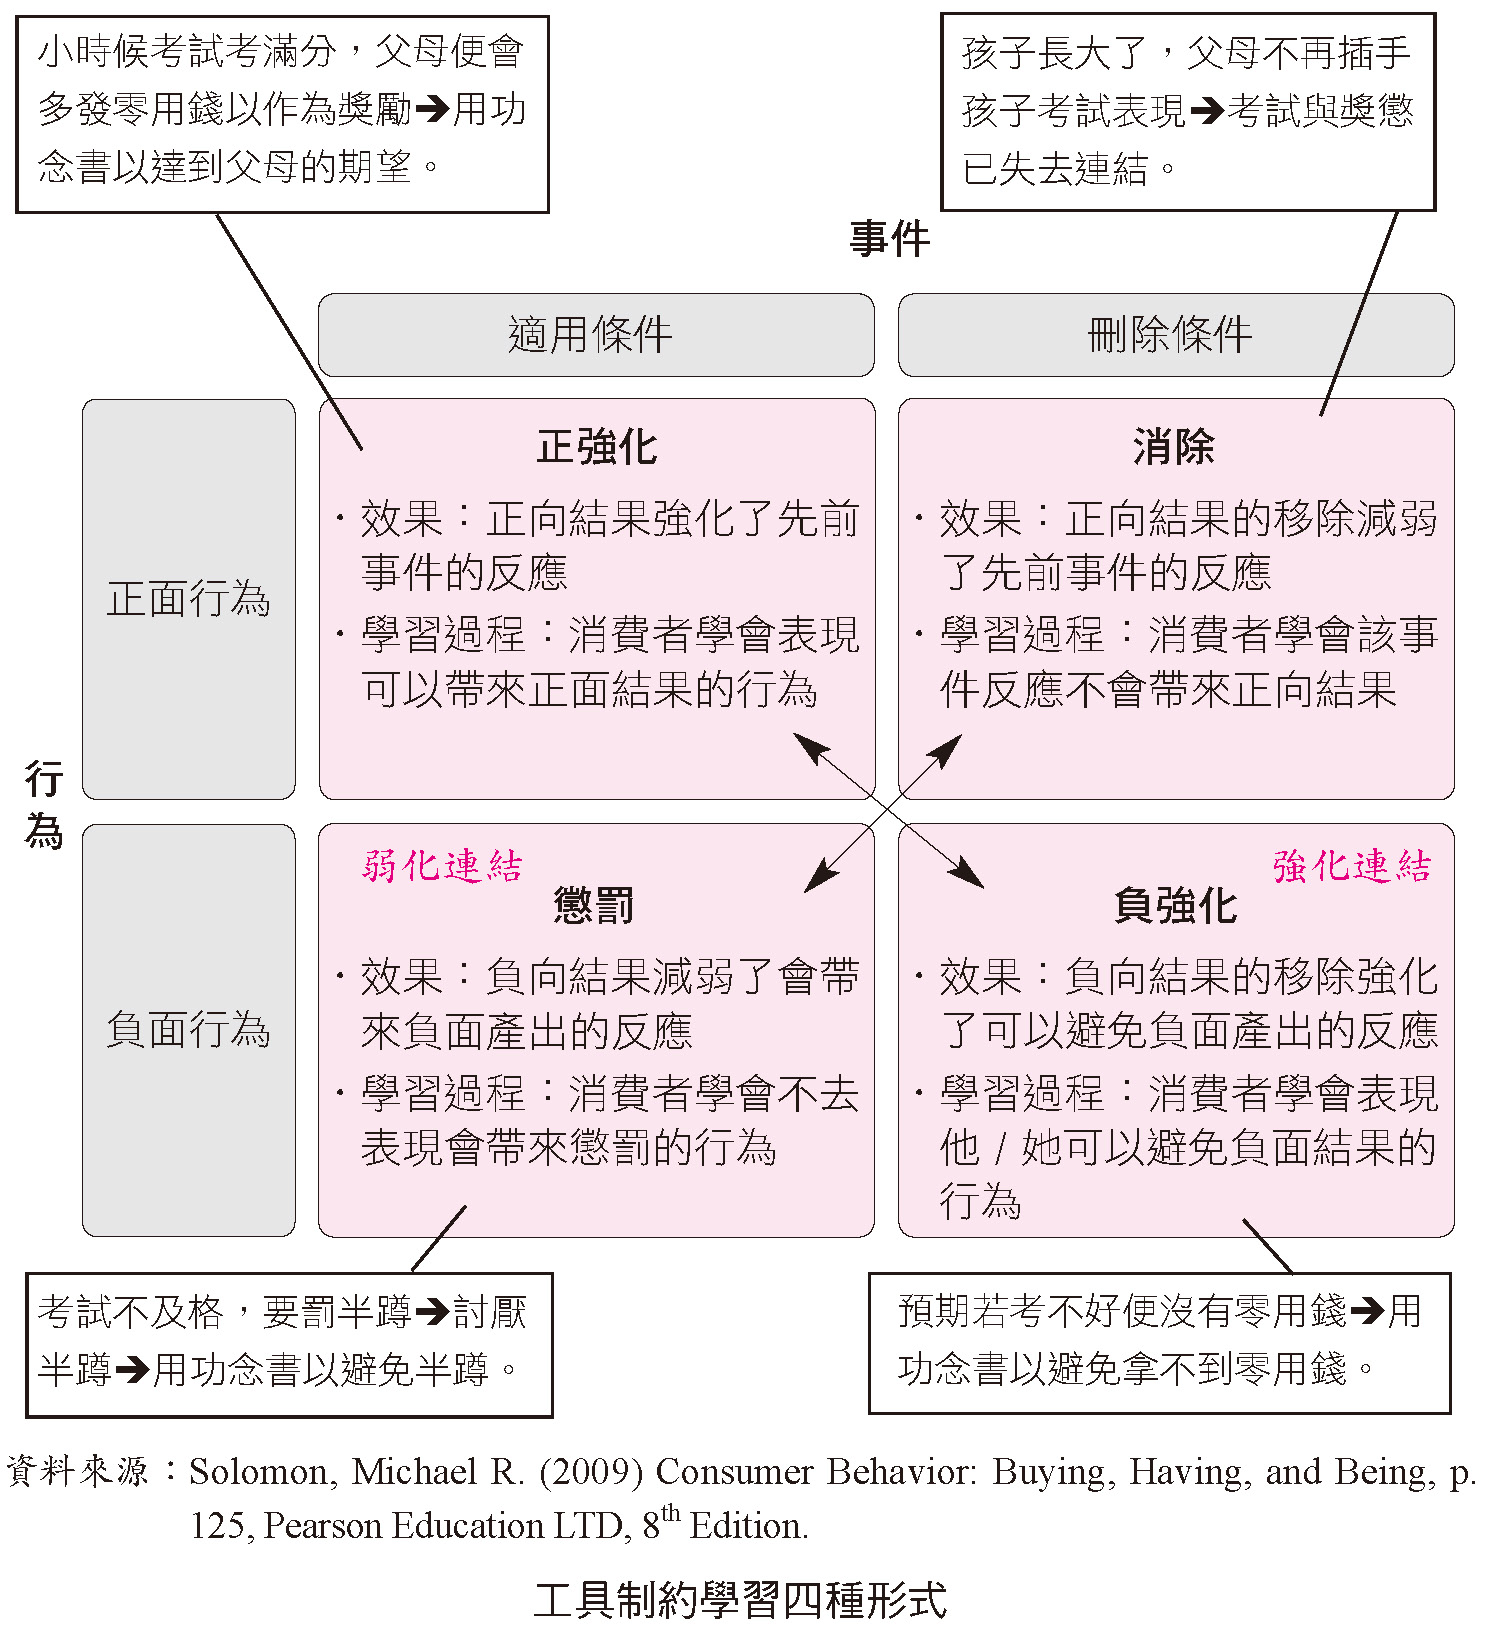 小時候考試考滿分，父母便會
多發零用錢以作為獎勵➔用功
念書以達到父母的期望。
孩子長大了，父母不再插手
孩子考試表現➔考試與獎懲
已失去連結。
事件
適用條件
刪除條件
行為
正面行為
正強化
·效果：正向結果強化了先前
事件的反應
·學習過程：消費者學會表現
可以帶來正面結果的行為
消除
·效果：正向結果的移除減弱
了先前事件的反應
·學習過程：消費者學會該事
件反應不會帶來正向結果
負面行為
弱化連結
懲罰
·效果：負向結果減弱了會帶
來負面產出的反應
·學習過程：消費者學會不去
表現會帶來懲罰的行為
強化連結
負強化
·效果：負向結果的移除強化
了可以避免負面產出的反應
·學習過程：消費者學會表現
他 / 她可以避免負面結果的
行為
考試不及格，要罰半蹲➔討厭
半蹲➔用功念書以避免半蹲。
預期若考不好便沒有零用錢➔用
功念書以避免拿不到零用錢。
資料來源：Solomon, Michael R. (2009) Consumer Behavior: Buying, Having, and Being, p.
125, Pearson Education LTD, 8th Edition.
工具制約學習四種形式